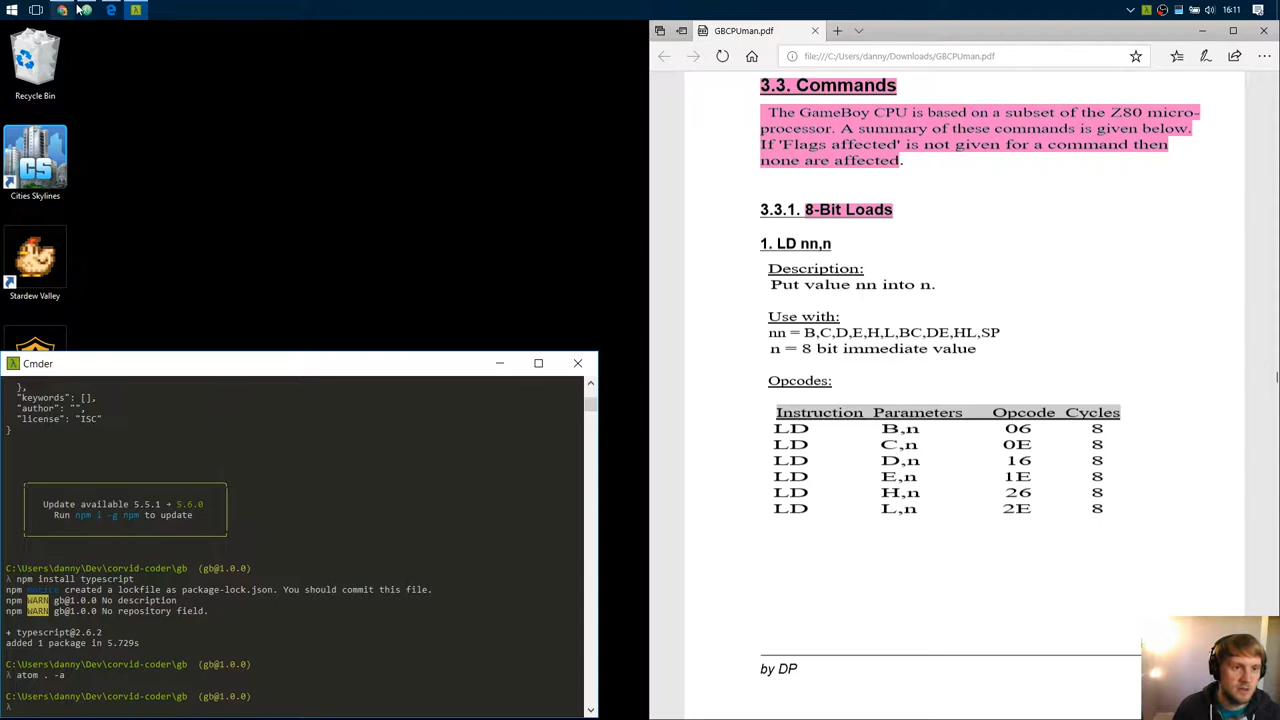 16:11
Recycle Bin
CS
Cities Skylines
Stardew Valley
Cmder
},
"keywords": [],
"author": "",
"license": "ISC"
}
Update available 5.5.1 → 5.6.0
Run npm i -g npm to update
C:\Users\danny\Dev\corvid-coder\gb (gb@1.0.0)
λ npm install typescript
npm notice created a lockfile as package-lock.json. You should commit this file.
npm WARN gb@1.0.0 No description
npm WARN gb@1.0.0 No repository field.
+ typescript@2.6.2
added 1 package in 5.729s
C:\Users\danny\Dev\corvid-coder\gb (gb@1.0.0)
λ atom . -a
C:\Users\danny\Dev\corvid-coder\gb (gb@1.0.0)
λ
GBCPUman.pdf
file:///C:/Users/danny/Downloads/GBCPUman.pdf
3.3. Commands
The GameBoy CPU is based on a subset of the Z80 micro-
processor. A summary of these commands is given below.
If 'Flags affected' is not given for a command then
none are affected.
3.3.1. 8-Bit Loads
1. LD nn,n
Description:
Put value nn into n.
Use with:
nn = B,C,D,E,H,L,BC,DE,HL,SP
n = 8 bit immediate value
Opcodes:
Instruction Parameters Opcode Cycles
LD B,n 06 8
LD C,n 0E 8
LD D,n 16 8
LD E,n 1E 8
LD H,n 26 8
LD L,n 2E 8
by DP